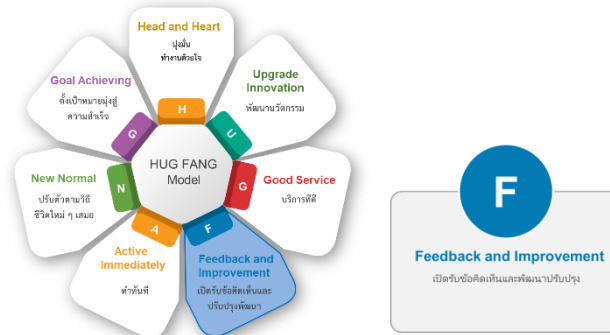 Head and Heart
มุ่งมั่น
ทำงานด้วยใจ
H
Upgrade
Innovation
พัฒนานวัตกรรม
U
Good Service
บริการที่ดี
G
Feedback and
Improvement
เปิดรับข้อคิดเห็นและ
ปรับปรุงพัฒนา
F
Active
Immediately
ทำทันที
A
New Normal
ปรับตัวตามวิถี
ชีวิตใหม่ ๆ เสมอ
N
Goal Achieving
ตั้งเป้าหมายมุ่งสู่
ความสำเร็จ
G
HUG FANG
Model
F
Feedback and Improvement
เปิดรับข้อคิดเห็นและพัฒนาปรับปรุง